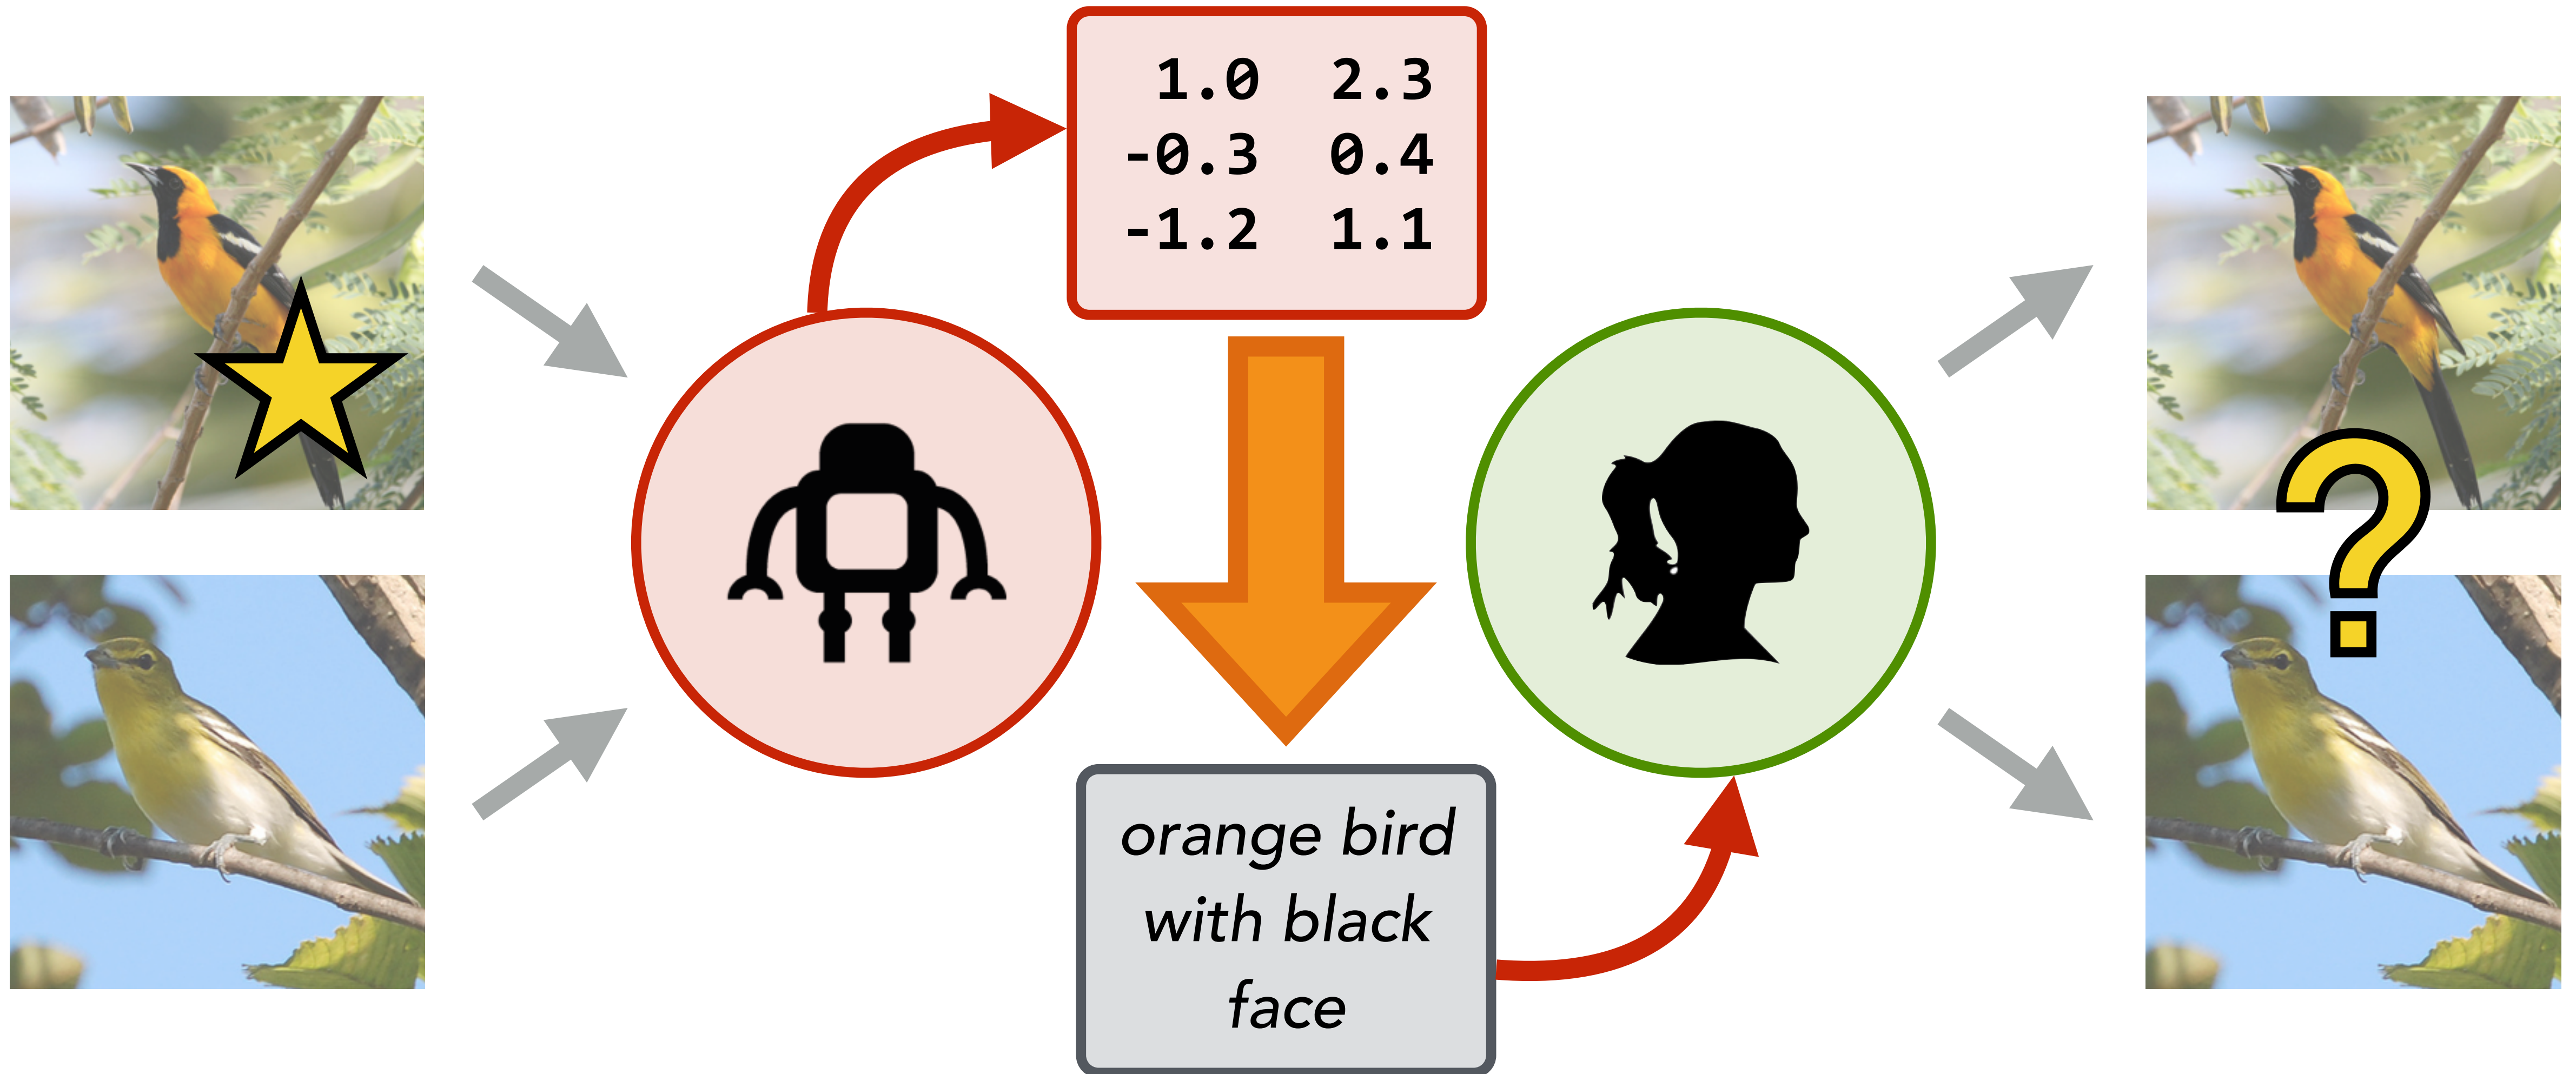 1.0 2.3
-0.3 0.4
-1.2 1.1
?
orange bird
with black
face